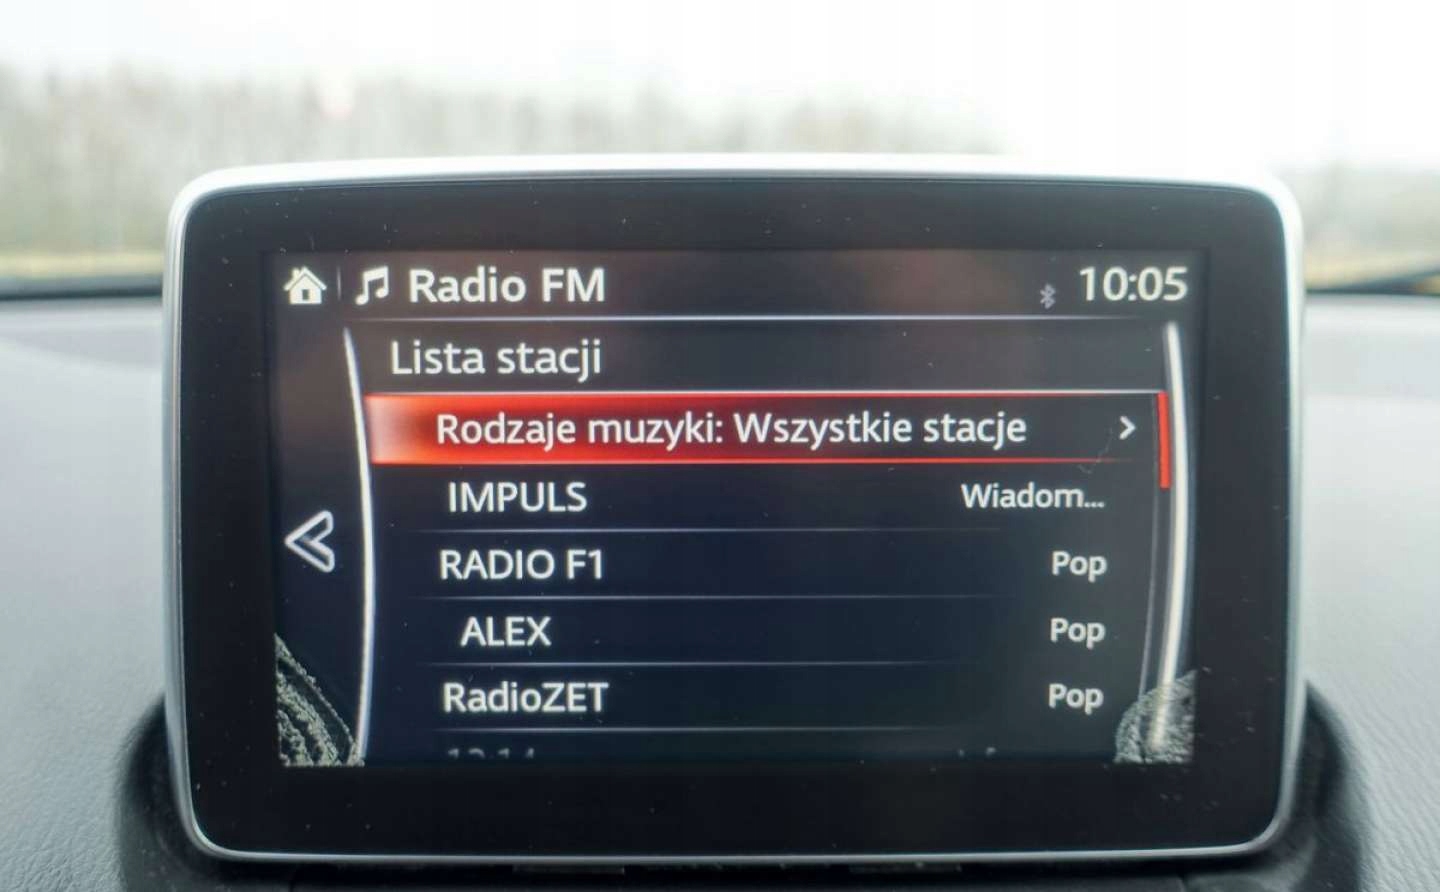 Radio FM 10:05
Lista stacji
Rodzaje muzyki: Wszystkie stacje
IMPULS Wiadom...
RADIO F1 Pop
ALEX Pop
RadioZET Pop